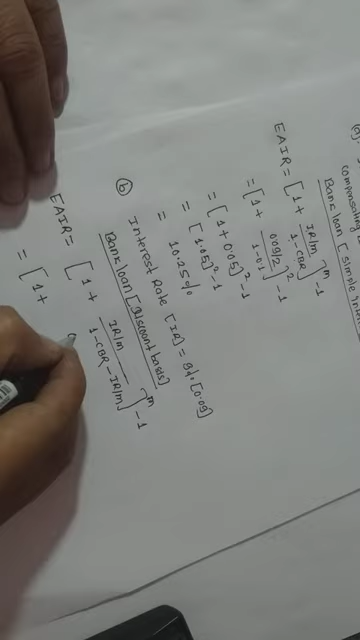 (a)
compensating
Bank loan [simple in
EAIR = [1 + IR/m / 1-CBR]^m - 1
= [1 + 0.09/2 / 1-0.1]^2 - 1
= [1 + 0.05]^2 - 1
= [1.05]^2 - 1
= 10.25%
(b) Interest Rate (IR) = 9% [0.09]
Bank loan [discount basis]
EAIR = [1 + IR/m / 1-CBR-IR/m]^m - 1
= [1 +